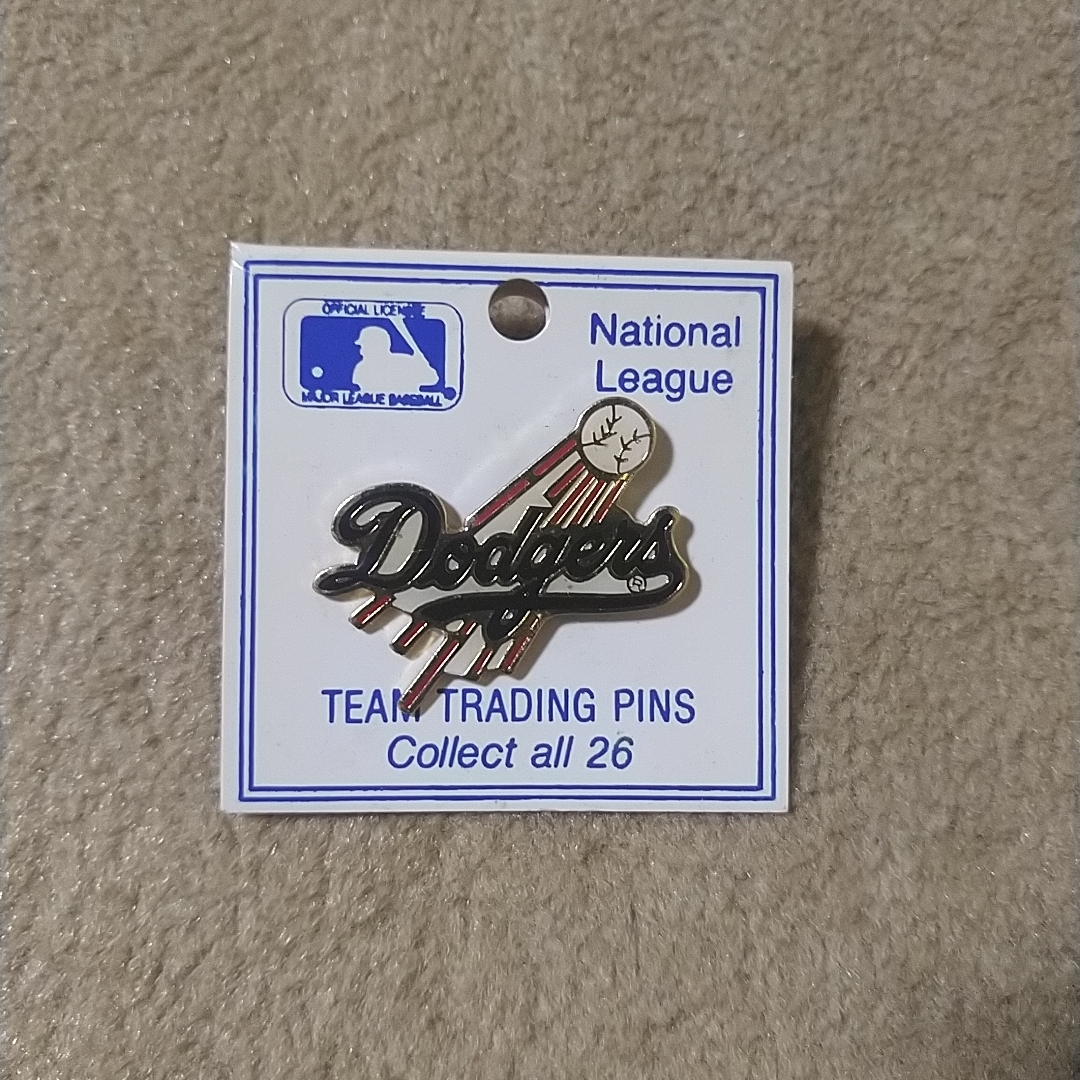 OFFICIAL LICENSEE
MAJOR LEAGUE BASEBALL
National
League
Dodgers
®
TEAM TRADING PINS
Collect all 26